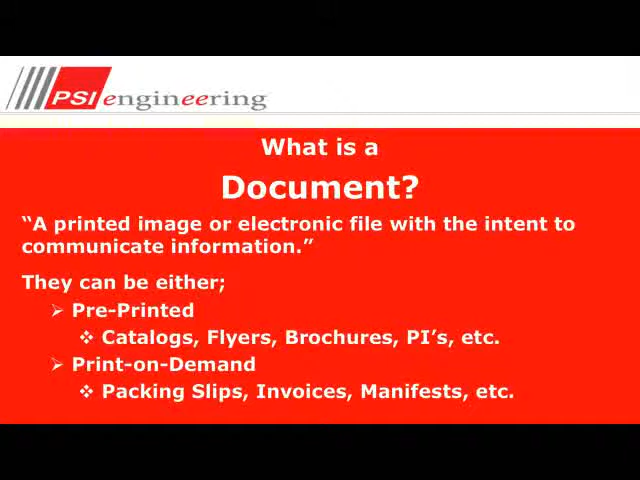 PSI engineering
What is a
Document?
“A printed image or electronic file with the intent to
communicate information.”
They can be either;
➢ Pre-Printed
❖ Catalogs, Flyers, Brochures, PI’s, etc.
➢ Print-on-Demand
❖ Packing Slips, Invoices, Manifests, etc.